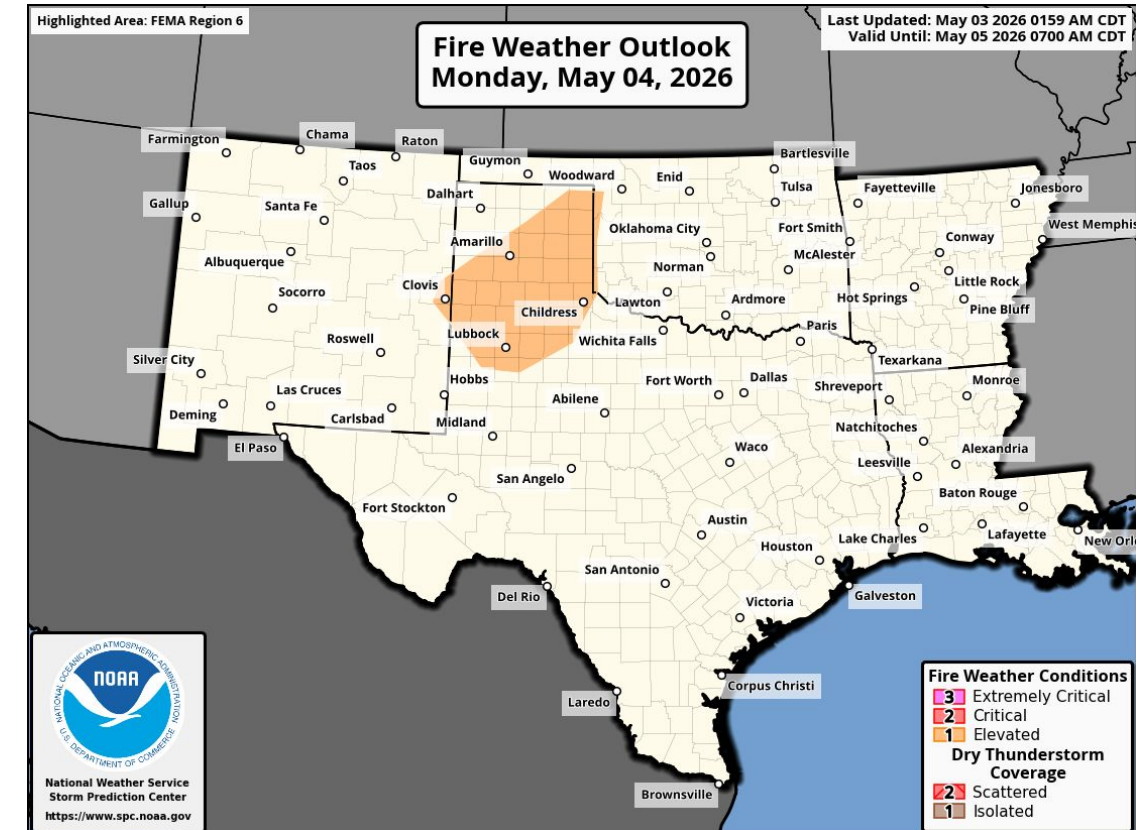 Highlighted Area: FEMA Region 6
Last Updated: May 03 2026 0159 AM CDT
Valid Until: May 05 2026 0700 AM CDT
Fire Weather Outlook
Monday, May 04, 2026
Farmington
Chama
Raton
Taos
Guymon
Woodward
Enid
Bartlesville
Dalhart
Tulsa
Fayetteville
Jonesboro
Gallup
Santa Fe
Amarillo
Oklahoma City
Fort Smith
West Memphis
Conway
Albuquerque
Norman
McAlester
Clovis
Little Rock
Socorro
Childress
Lawton
Ardmore
Hot Springs
Pine Bluff
Roswell
Lubbock
Wichita Falls
Paris
Silver City
Texarkana
Las Cruces
Hobbs
Fort Worth
Dallas
Shreveport
Monroe
Deming
Carlsbad
Midland
Abilene
Natchitoches
El Paso
Waco
Leesville
Alexandria
San Angelo
Baton Rouge
Fort Stockton
Austin
Lake Charles
Lafayette
New Orl
Houston
San Antonio
Del Rio
Galveston
Victoria
Corpus Christi
Laredo
Brownsville
NATIONAL OCEANIC AND ATMOSPHERIC ADMINISTRATION
NOAA
U.S. DEPARTMENT OF COMMERCE
National Weather Service
Storm Prediction Center
https://www.spc.noaa.gov
Fire Weather Conditions
3 Extremely Critical
2 Critical
1 Elevated
Dry Thunderstorm
Coverage
2 Scattered
1 Isolated